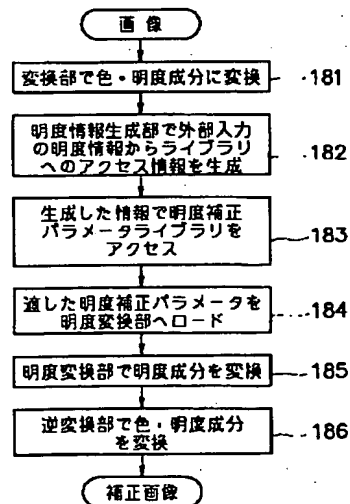 画像
変換部で色・明度成分に変換
181
明度情報生成部で外部入力
の明度情報からライブラリ
へのアクセス情報を生成
182
生成した情報で明度補正
パラメータライブラリを
アクセス
183
適した明度補正パラメータを
明度変換部へロード
184
明度変換部で明度成分を変換
185
逆変換部で色・明度成分
を変換
186
補正画像